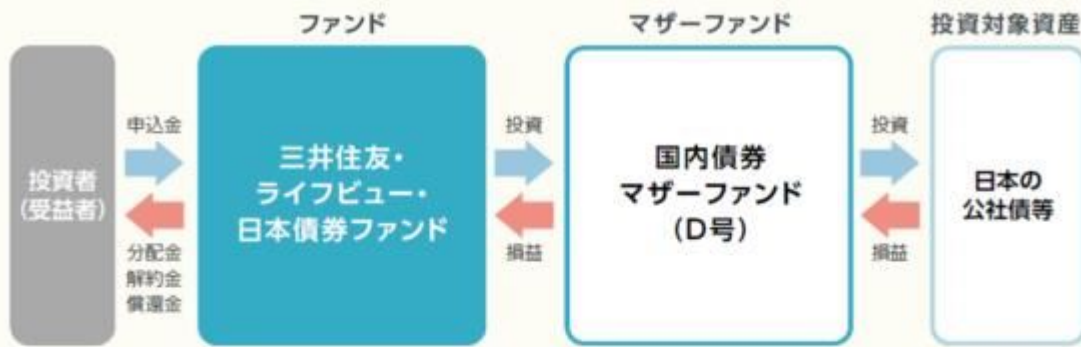 ファンド
マザーファンド
投資対象資産
投資者
(受益者)
申込金
分配金
解約金
償還金
三井住友・
ライフビュー・
日本債券ファンド
投資
損益
国内債券
マザーファンド
(D号)
投資
損益
日本の
公社債等